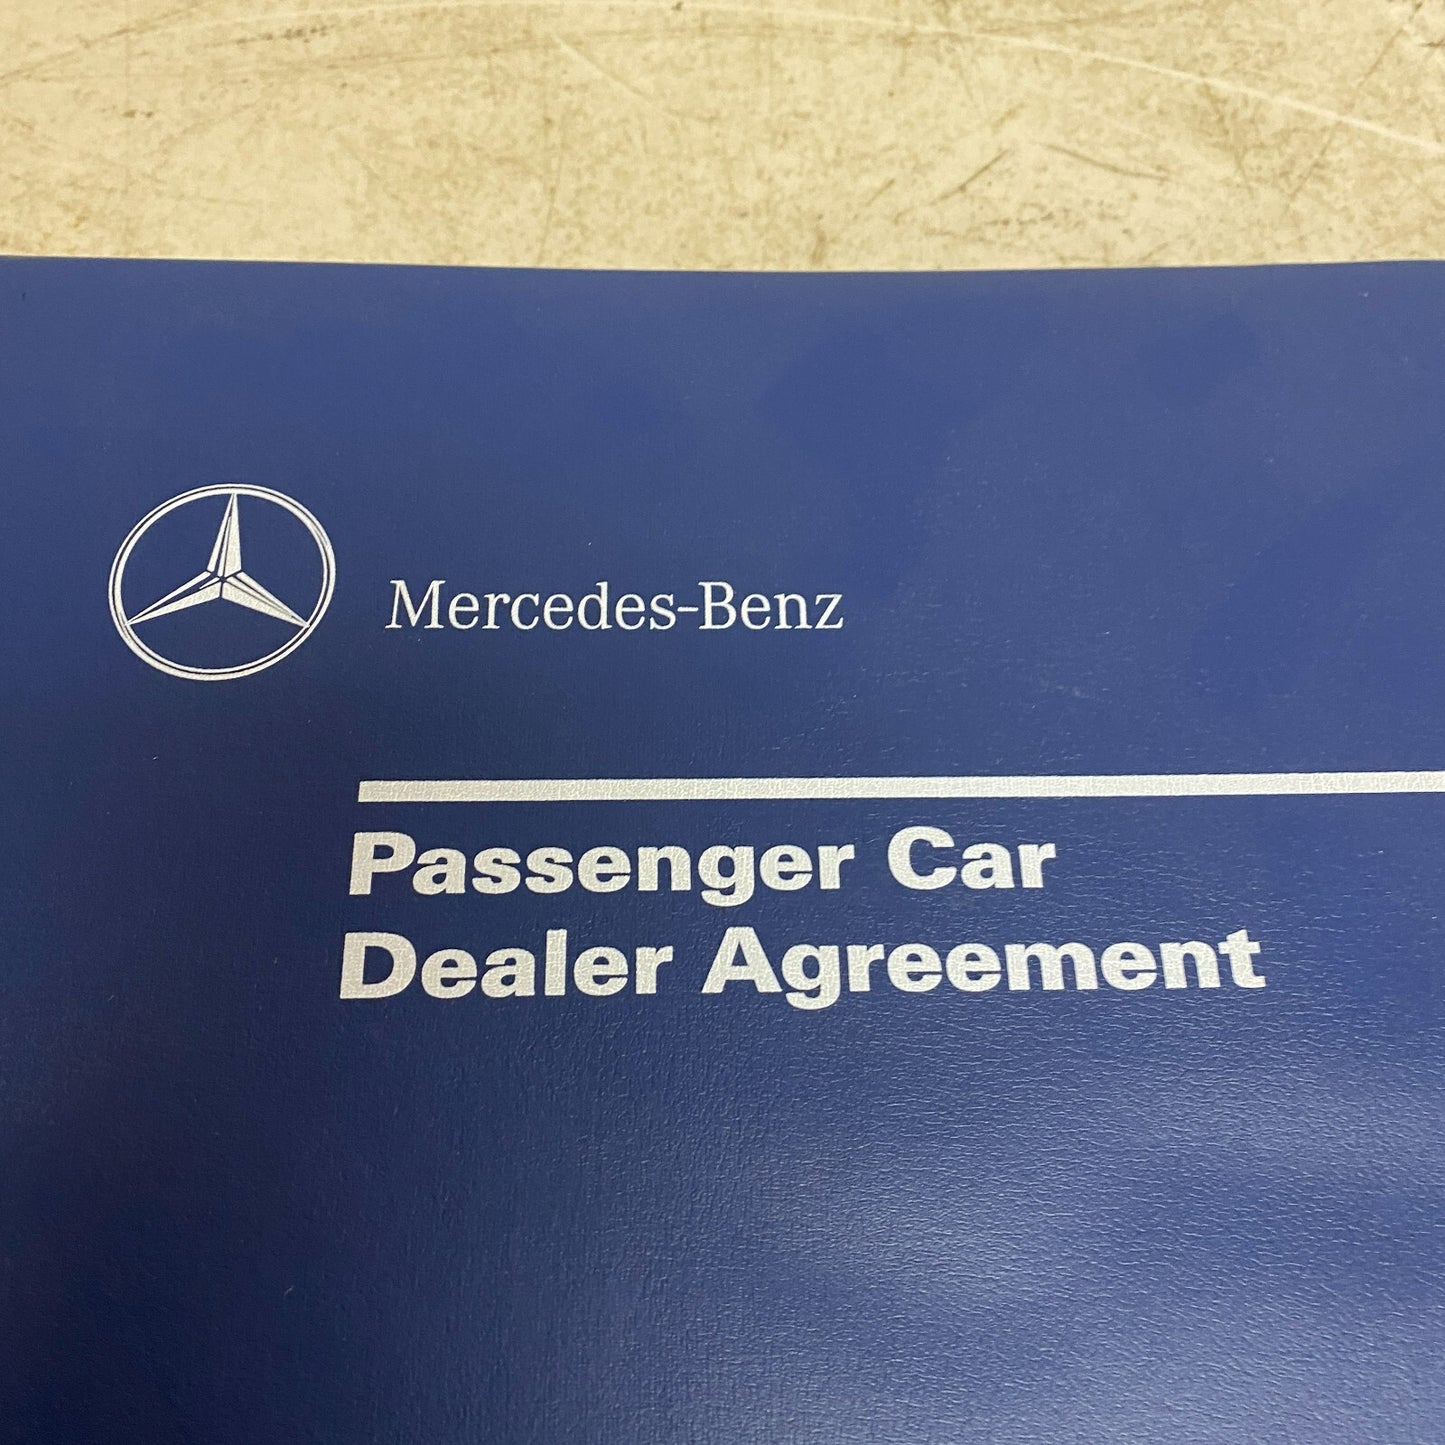 Mercedes-Benz
Passenger Car
Dealer Agreement